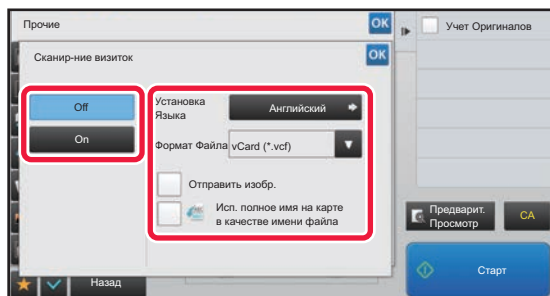 Прочие
OK
Учет Оригиналов
Сканир-ние визиток
OK
Off
On
Установка
Языка
Английский
Формат Файла
vCard (*.vcf)
Отправить изобр.
Исп. полное имя на карте
в качестве имени файла
Предварит.
Просмотр
CA
Назад
Старт